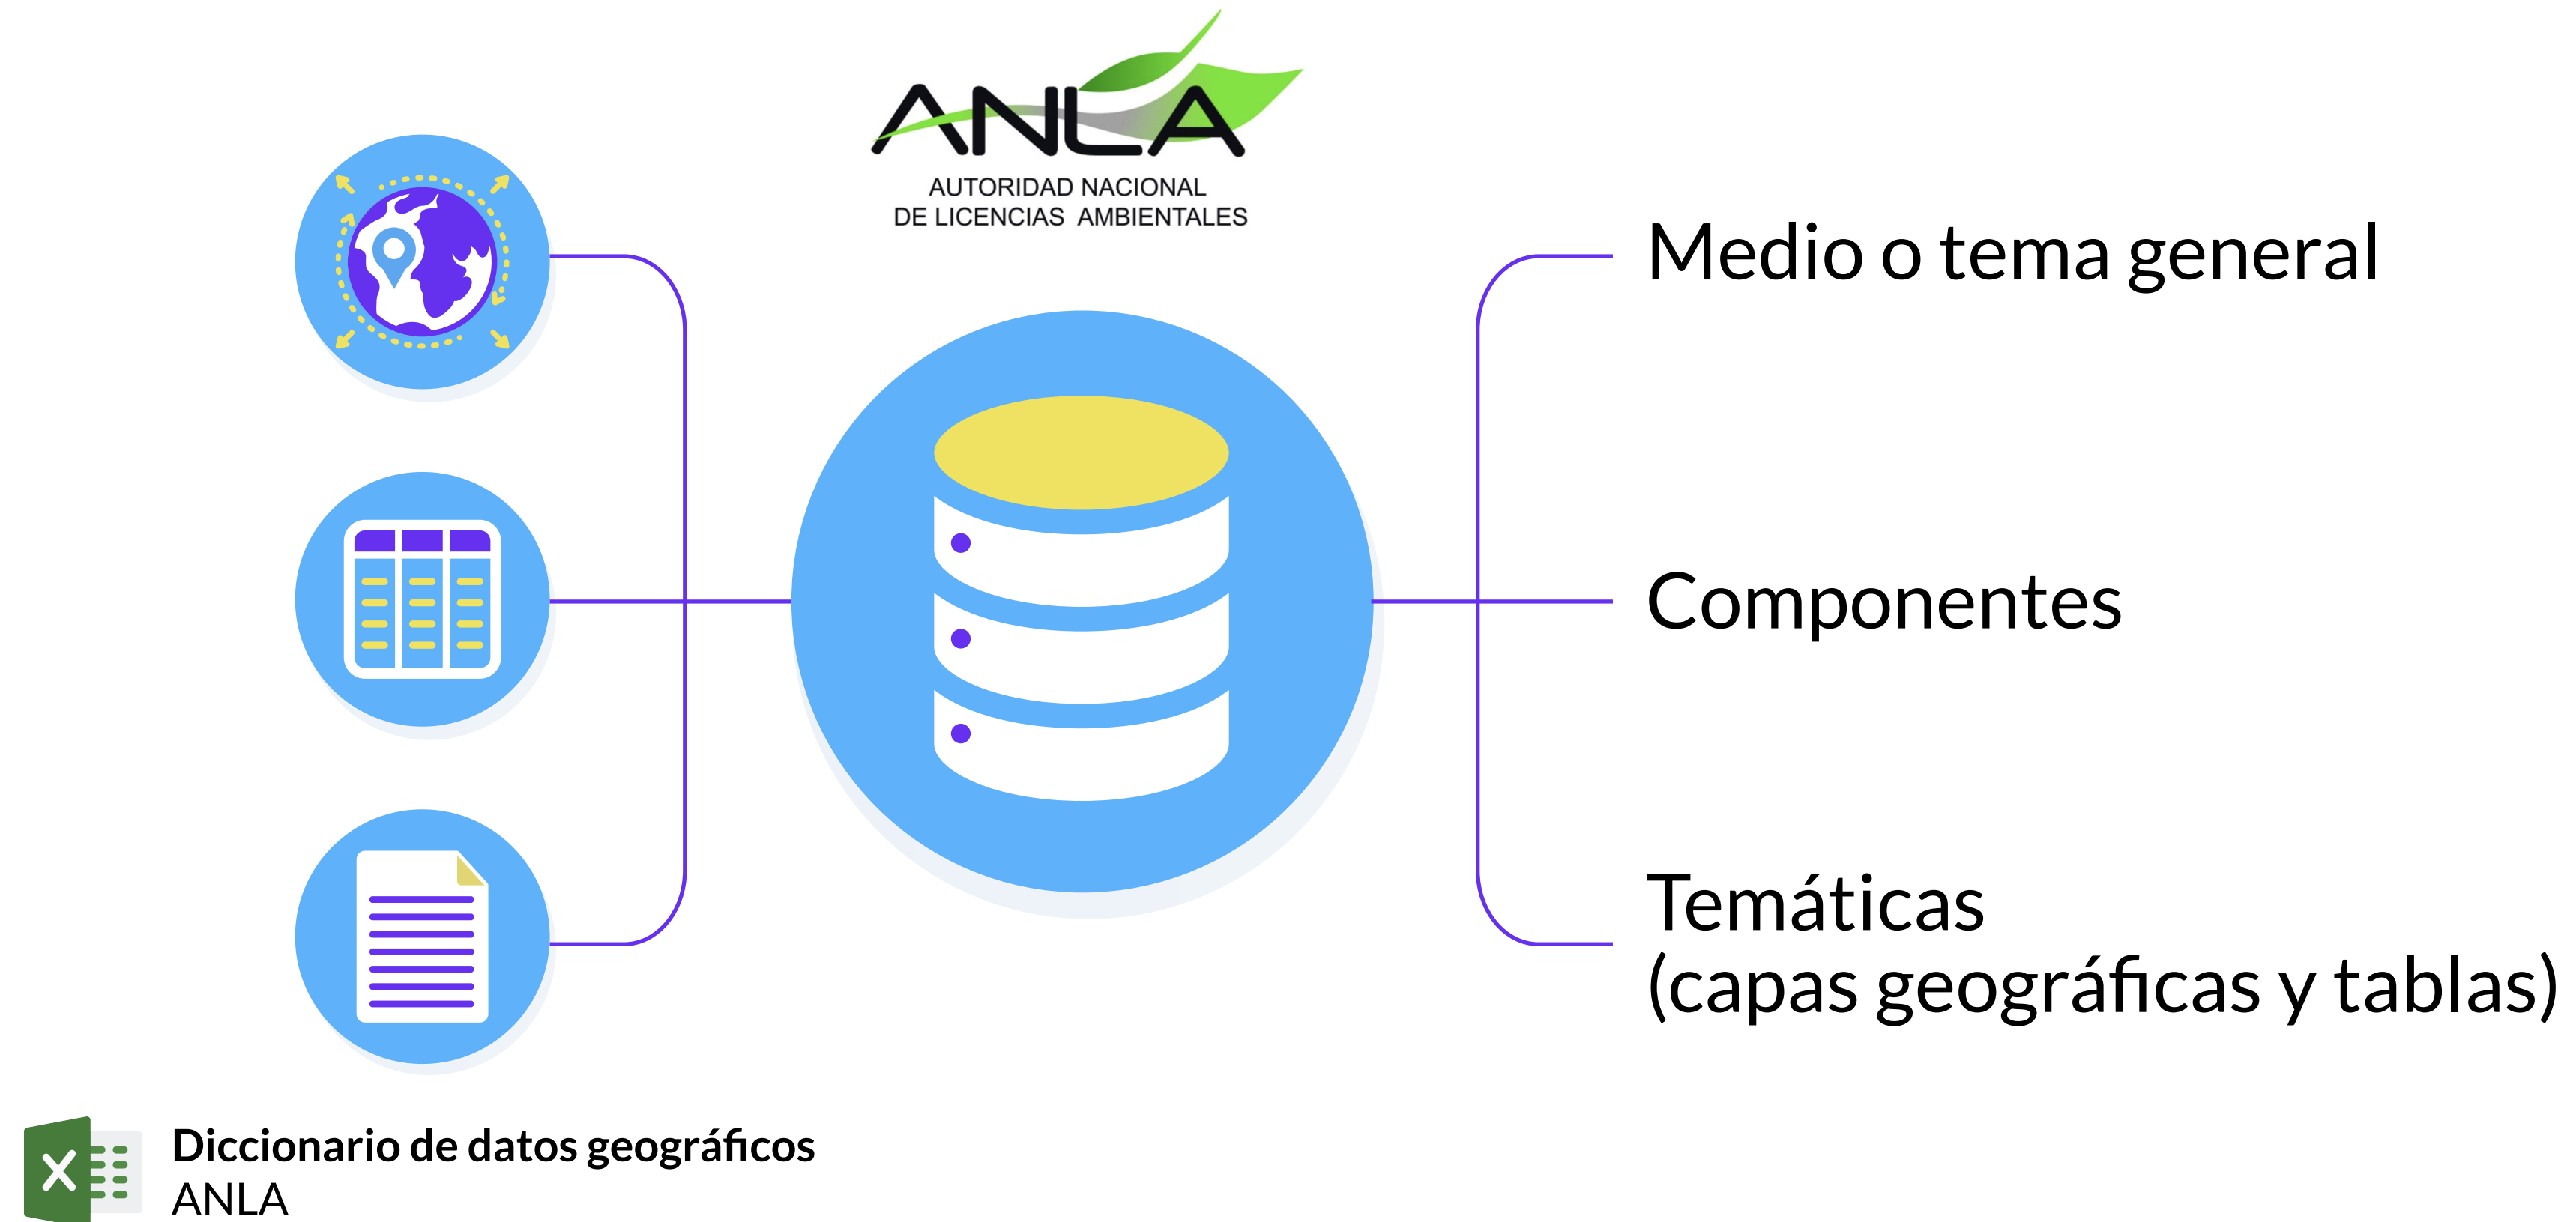 ANLA
AUTORIDAD NACIONAL
DE LICENCIAS AMBIENTALES
Medio o tema general
Componentes
Temáticas
(capas geográficas y tablas)
X
Diccionario de datos geográficos
ANLA